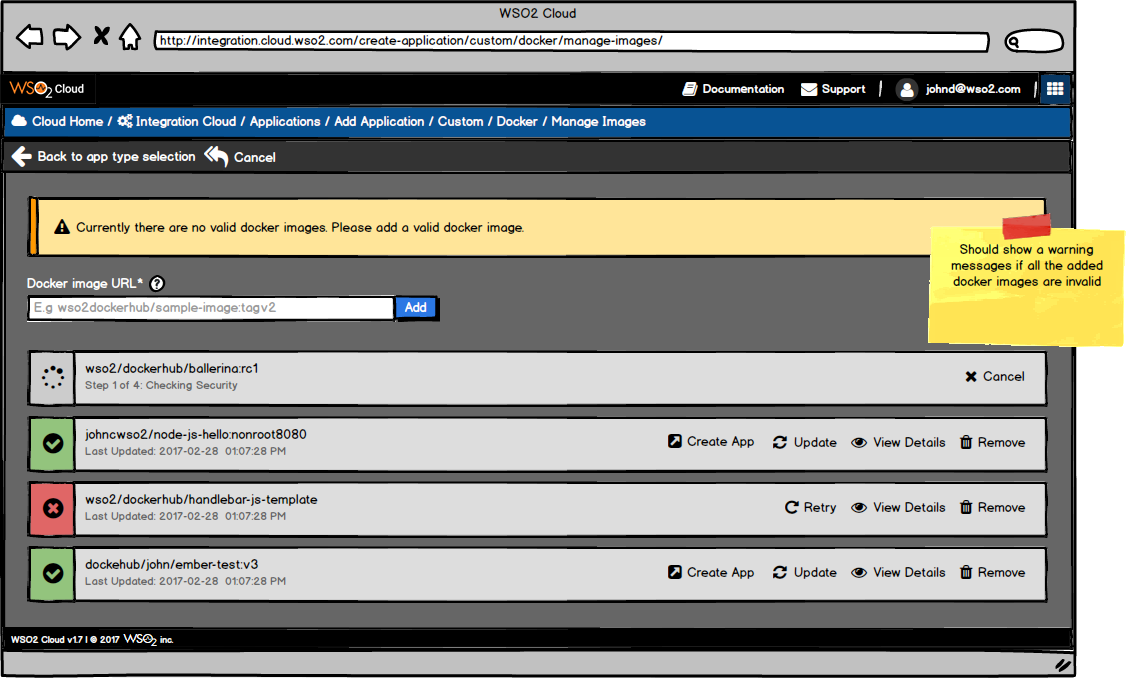 WSO2 Cloud
http://integration.cloud.wso2.com/create-application/custom/docker/manage-images/
WSO2 Cloud
Documentation Support | johnd@wso2.com |
Cloud Home / Integration Cloud / Applications / Add Application / Custom / Docker / Manage Images
Back to app type selection Cancel
Currently there are no valid docker images. Please add a valid docker image.
Should show a warning
messages if all the added
docker images are invalid
Docker image URL* ?
E.g wso2dockerhub/sample-image:tagv2 Add
wso2/dockerhub/ballerina:rc1
Step 1 of 4: Checking Security
Cancel
johncwso2/node-js-hello:nonroot8080
Last Updated: 2017-02-28 01:07:28 PM
Create App Update View Details Remove
wso2/dockerhub/handlebar-js-template
Last Updated: 2017-02-28 01:07:28 PM
Retry View Details Remove
dockehub/john/ember-test:v3
Last Updated: 2017-02-28 01:07:28 PM
Create App Update View Details Remove
WSO2 Cloud v1.7 | © 2017 WSO2 inc.